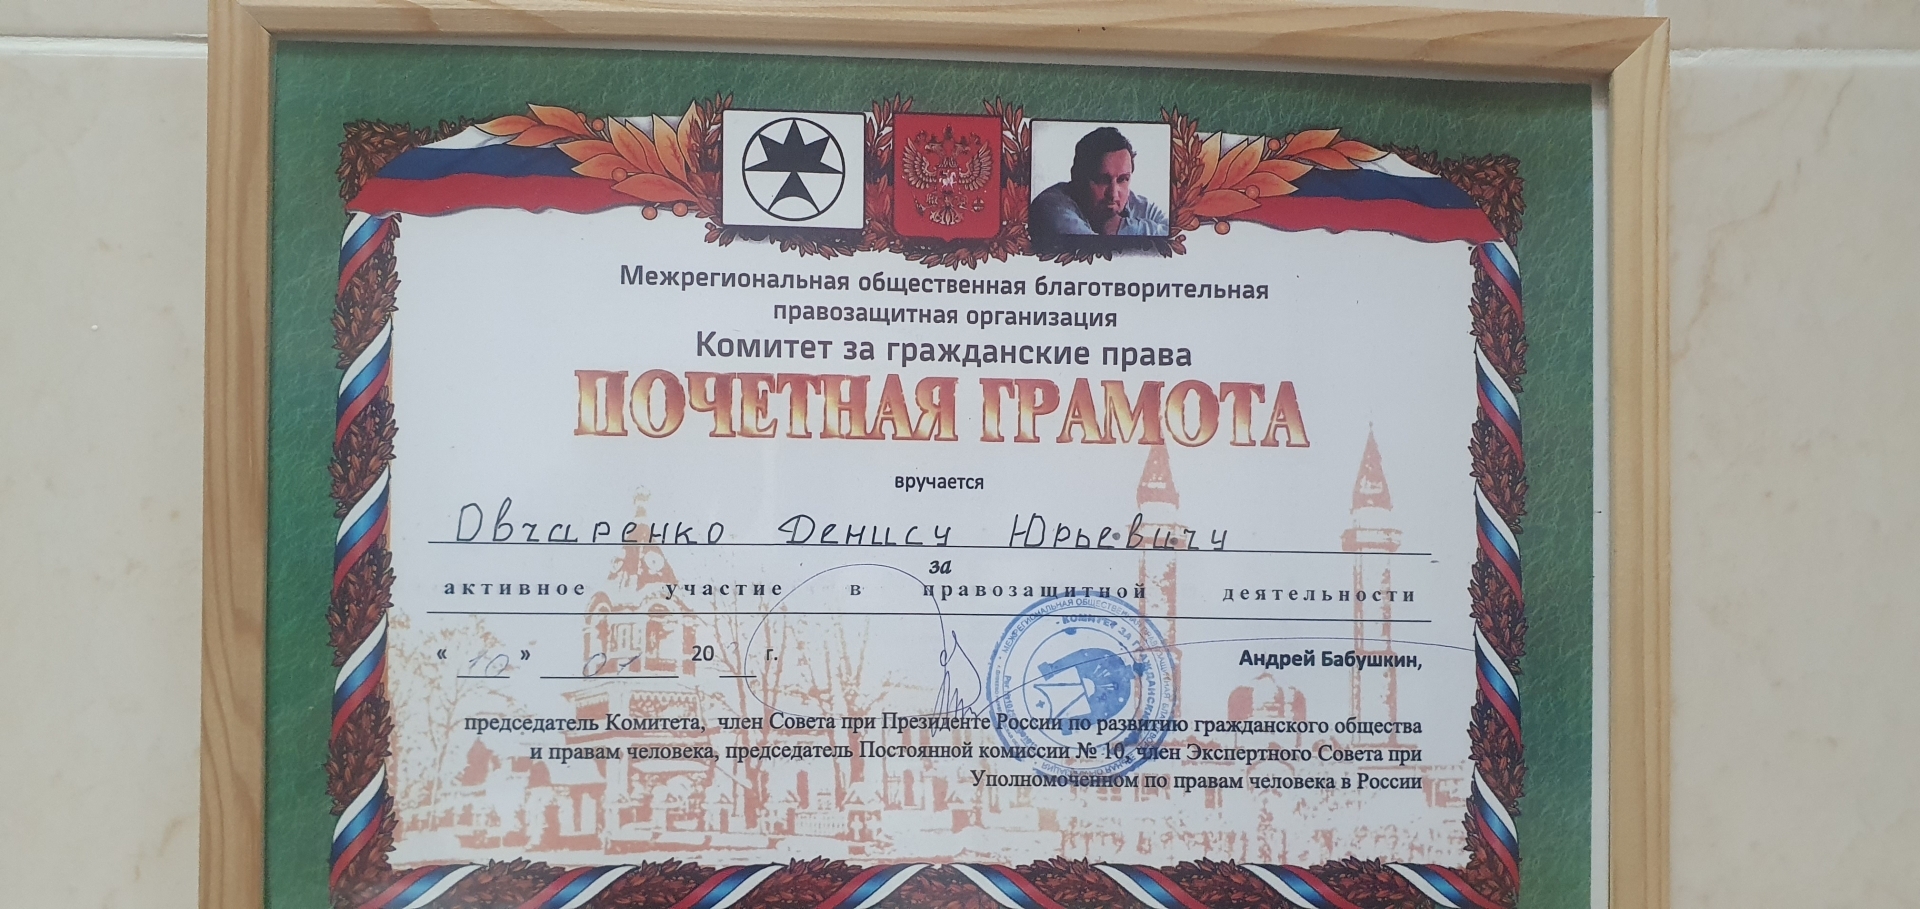 Межрегиональная общественная благотворительная
правозащитная организация
Комитет за гражданские права
ПОЧЕТНАЯ ГРАМОТА
вручается
Овчаренко Денису Юрьевичу
за
активное участие в правозащитной деятельности
« 10 » 07 20 г.
Андрей Бабушкин,
председатель Комитета, член Совета при Президенте России по развитию гражданского общества
и правам человека, председатель Постоянной комиссии № 10, член Экспертного Совета при
Уполномоченном по правам человека в России